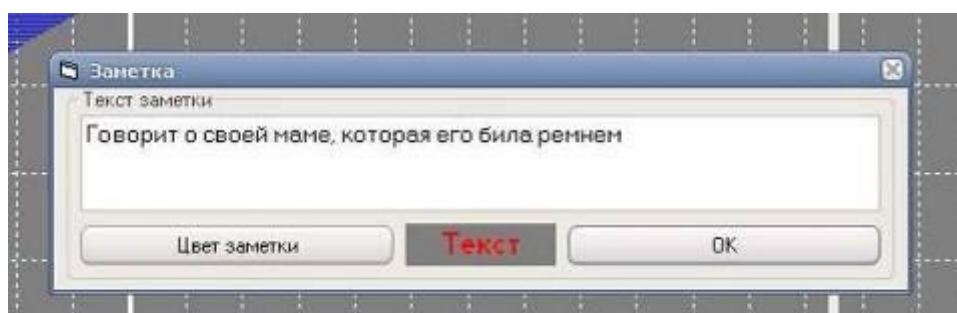 Заметка
Текст заметки
Говорит о своей маме, которая его била ремнем
Цвет заметки
Текст
OK